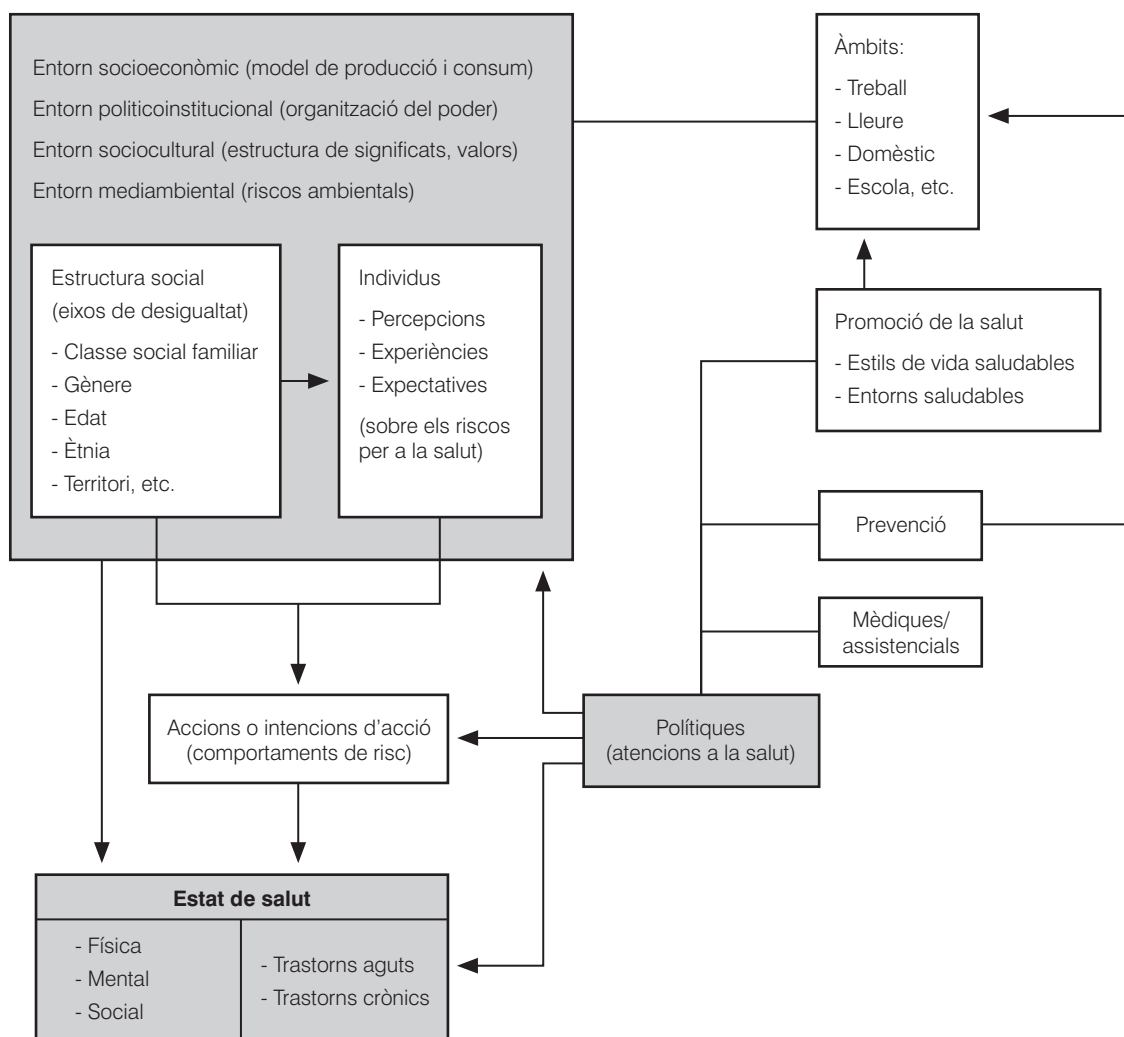 Entorn socioeconòmic (model de producció i consum)
Entorn politicoinstitucional (organització del poder)
Entorn sociocultural (estructura de significats, valors)
Entorn mediambiental (riscos ambientals)
Estructura social
(eixos de desigualtat)
- Classe social familiar
- Gènere
- Edat
- Ètnia
- Territori, etc.
Individus
- Percepcions
- Experiències
- Expectatives
(sobre els riscos
per a la salut)
Àmbits:
- Treball
- Lleure
- Domèstic
- Escola, etc.
Promoció de la salut
- Estils de vida saludables
- Entorns saludables
Prevenció
Mèdiques/
assistencials
Polítiques
(atencions a la salut)
Accions o intencions d'acció
(comportaments de risc)
Estat de salut
- Física
- Mental
- Social
- Trastorns aguts
- Trastorns crònics